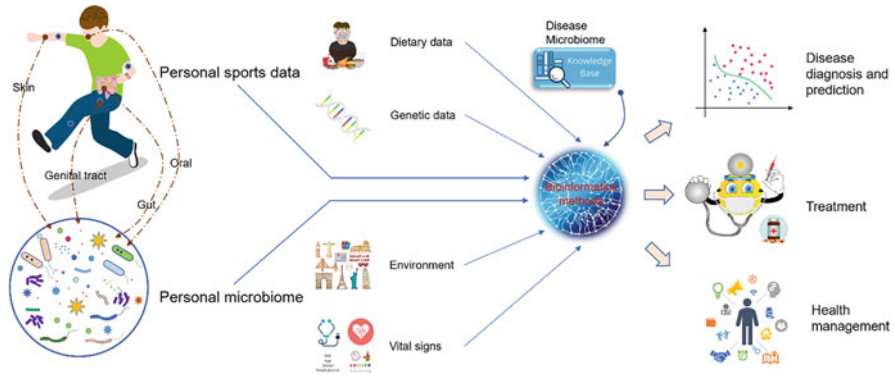 Skin
Genital tract
Oral
Gut
Personal sports data
Personal microbiome
Dietary data
Genetic data
Environment
Vital signs
Disease
Microbiome
Knowledge
Base
Bioinformatics
methods
Disease
diagnosis and
prediction
Treatment
Health
management